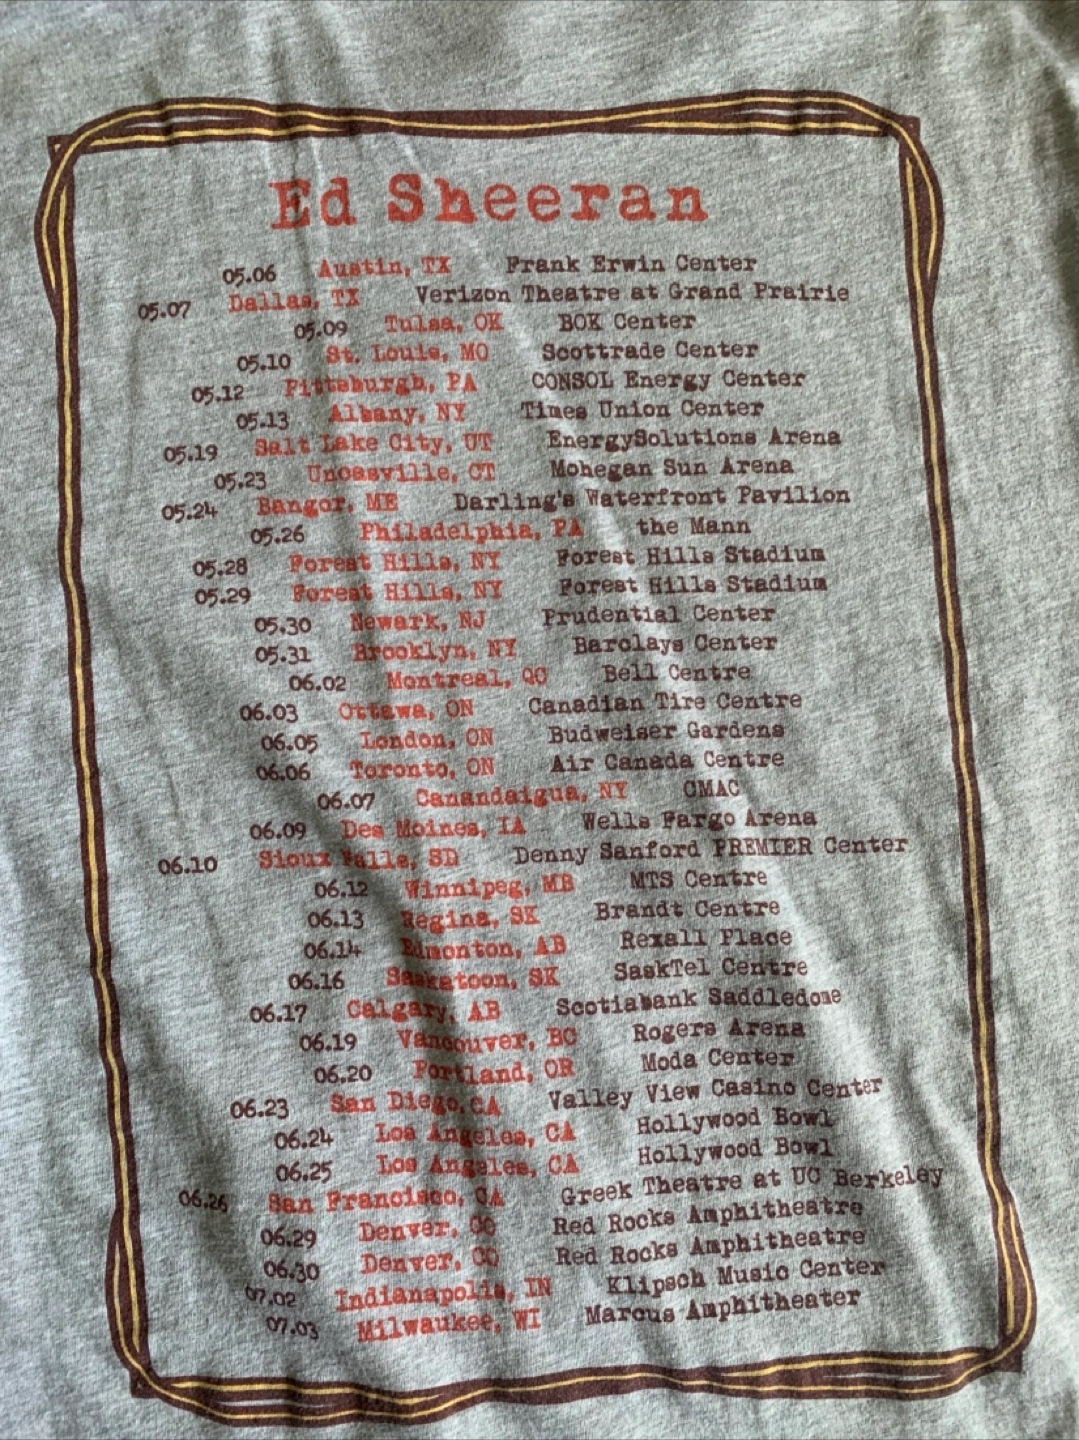 Ed Sheeran
05.06 Austin, TX Frank Erwin Center
05.07 Dallas, TX Verizon Theatre at Grand Prairie
05.09 Tulsa, OK BOK Center
05.10 St. Louis, MO Scottrade Center
05.12 Pittsburgh, PA CONSOL Energy Center
05.13 Albany, NY Times Union Center
05.19 Salt Lake City, UT EnergySolutions Arena
05.23 Uncasville, CT Mohegan Sun Arena
05.24 Bangor, ME Darling's Waterfront Pavilion
05.26 Philadelphia, PA the Mann
05.28 Forest Hills, NY Forest Hills Stadium
05.29 Forest Hills, NY Forest Hills Stadium
05.30 Newark, NJ Prudential Center
05.31 Brooklyn, NY Barclays Center
06.02 Montreal, QC Bell Centre
06.03 Ottawa, ON Canadian Tire Centre
06.05 London, ON Budweiser Gardens
06.06 Toronto, ON Air Canada Centre
06.07 Canandaigua, NY CMAC
06.09 Des Moines, IA Wells Fargo Arena
06.10 Sioux Falls, SD Denny Sanford PREMIER Center
06.12 Winnipeg, MB MTS Centre
06.13 Regina, SK Brandt Centre
06.14 Edmonton, AB Rexall Place
06.16 Saskatoon, SK SaskTel Centre
06.17 Calgary, AB Scotiabank Saddledome
06.19 Vancouver, BC Rogers Arena
06.20 Portland, OR Moda Center
06.23 San Diego, CA Valley View Casino Center
06.24 Los Angeles, CA Hollywood Bowl
06.25 Los Angeles, CA Hollywood Bowl
06.26 San Francisco, CA Greek Theatre at UC Berkeley
06.29 Denver, CO Red Rocks Amphitheatre
06.30 Denver, CO Red Rocks Amphitheatre
07.02 Indianapolis, IN Klipsch Music Center
07.03 Milwaukee, WI Marcus Amphitheater